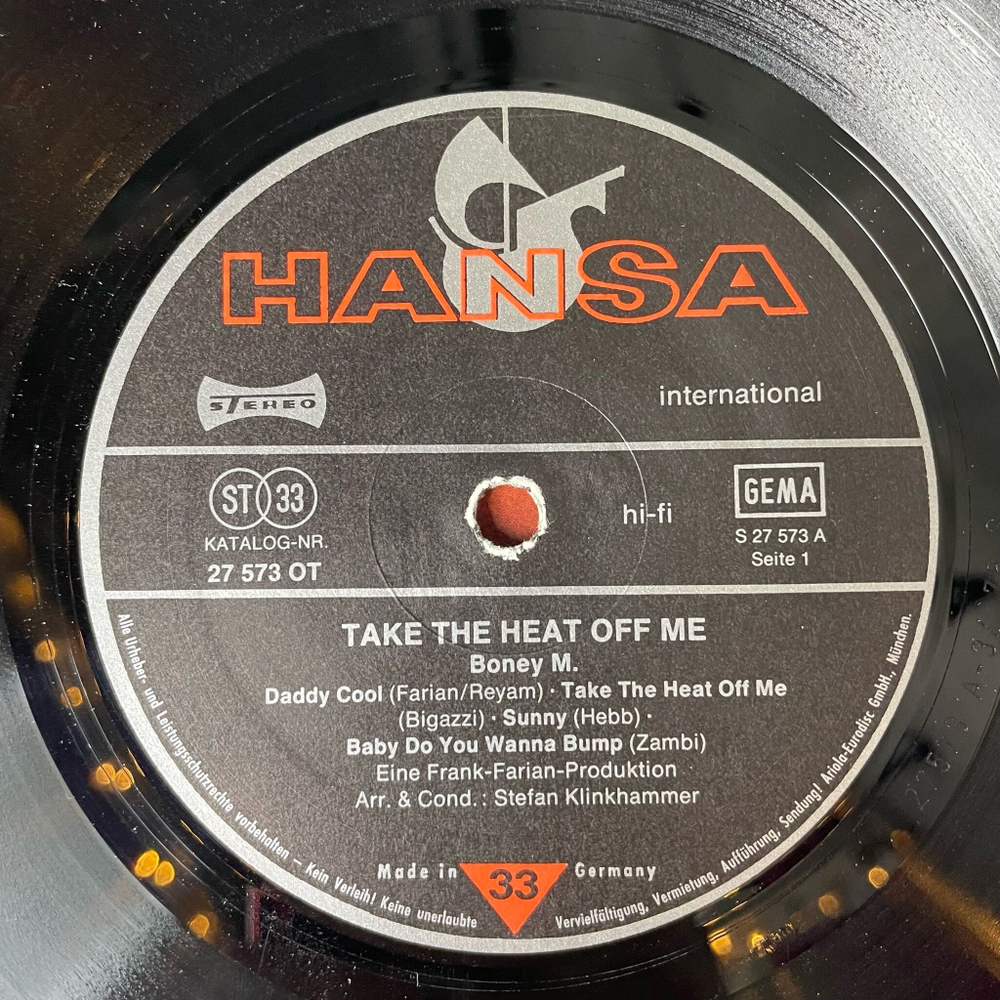 HANSA
STEREO
international
ST 33
KATALOG-NR.
27 573 OT
hi-fi
GEMA
S 27 573 A
Seite 1
TAKE THE HEAT OFF ME
Boney M.
Daddy Cool (Farian/Reyam) · Take The Heat Off Me
(Bigazzi) · Sunny (Hebb) ·
Baby Do You Wanna Bump (Zambi)
Eine Frank-Farian-Produktion
Arr. & Cond.: Stefan Klinkhammer
Made in 33 Germany
Alle Urheber- und Leistungsschutzrechte vorbehalten – Kein Verleih! Keine unerlaubte Vervielfältigung, Vermietung, Aufführung, Sendung! Ariola-Eurodisc GmbH., München.